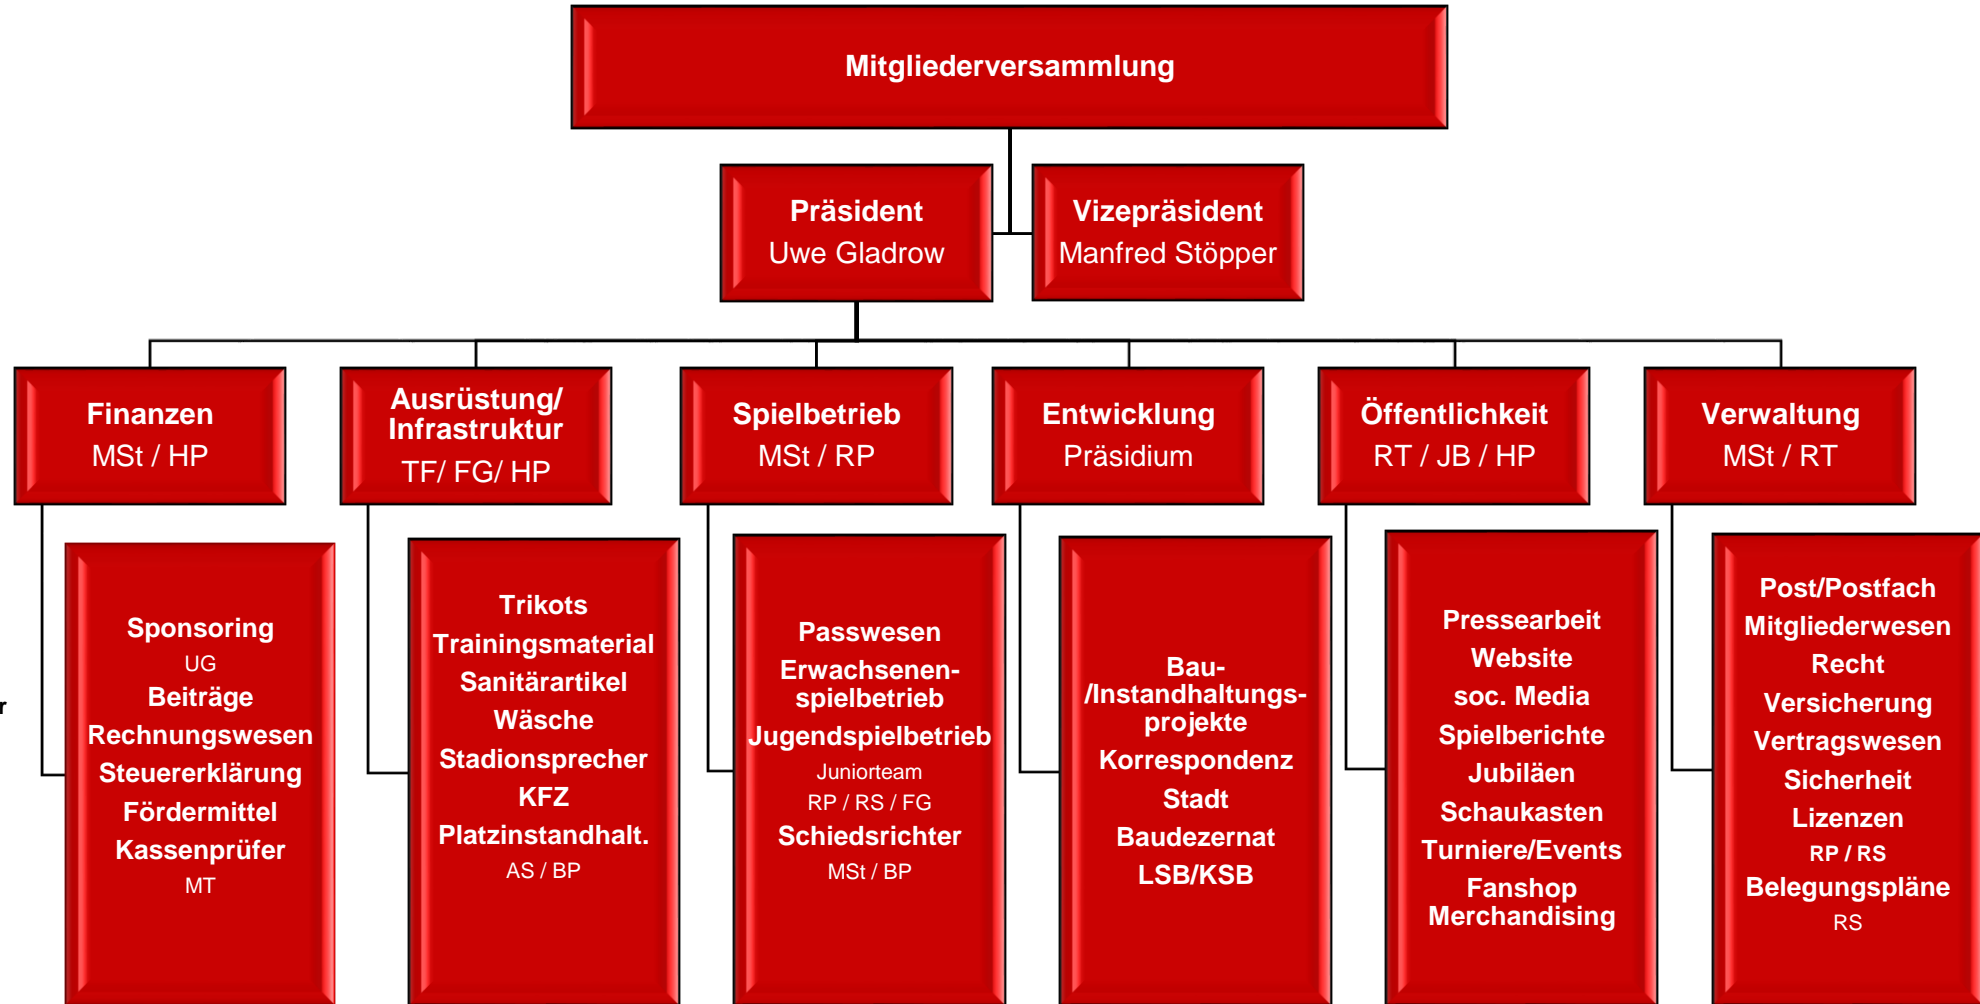 Mitgliederversammlung
Präsident
Uwe Gladrow
Vizepräsident
Manfred Stöpper
Finanzen
MSt / HP
Ausrüstung/
Infrastruktur
TF/ FG/ HP
Spielbetrieb
MSt / RP
Entwicklung
Präsidium
Öffentlichkeit
RT / JB / HP
Verwaltung
MSt / RT
r
Sponsoring
UG
Beiträge
Rechnungswesen
Steuererklärung
Fördermittel
Kassenprüfer
MT
Trikots
Trainingsmaterial
Sanitärartikel
Wäsche
Stadionsprecher
KFZ
Platzinstandhalt.
AS / BP
Passwesen
Erwachsenen-
spielbetrieb
Jugendspielbetrieb
Juniorteam
RP / RS / FG
Schiedsrichter
MSt / BP
Bau-
/Instandhaltungs-
projekte
Korrespondenz
Stadt
Baudezernat
LSB/KSB
Pressearbeit
Website
soc. Media
Spielberichte
Jubiläen
Schaukasten
Turniere/Events
Fanshop
Merchandising
Post/Postfach
Mitgliederwesen
Recht
Versicherung
Vertragswesen
Sicherheit
Lizenzen
RP / RS
Belegungspläne
RS